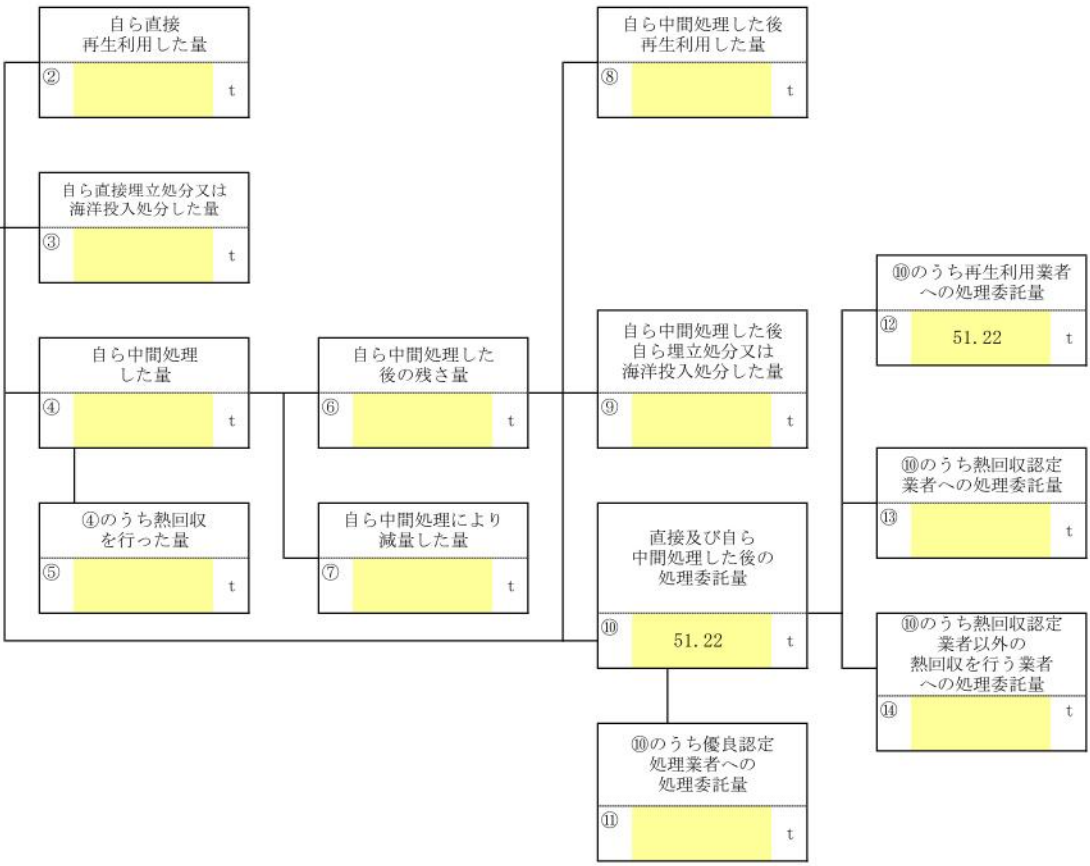 自ら直接
再生利用した量
②
t
自ら直接埋立処分又は
海洋投入処分した量
③
t
自ら中間処理
した量
④
t
④のうち熱回収
を行った量
⑤
t
自ら中間処理した
後の残さ量
⑥
t
自ら中間処理により
減量した量
⑦
t
自ら中間処理した後
再生利用した量
⑧
t
自ら中間処理した後
自ら埋立処分又は
海洋投入処分した量
⑨
t
直接及び自ら
中間処理した後の
処理委託量
⑩ 51.22 t
⑩のうち優良認定
処理業者への
処理委託量
⑪
t
⑩のうち再生利用業者
への処理委託量
⑫ 51.22 t
⑩のうち熱回収認定
業者への処理委託量
⑬
t
⑩のうち熱回収認定
業者以外の
熱回収を行う業者
への処理委託量
⑭
t